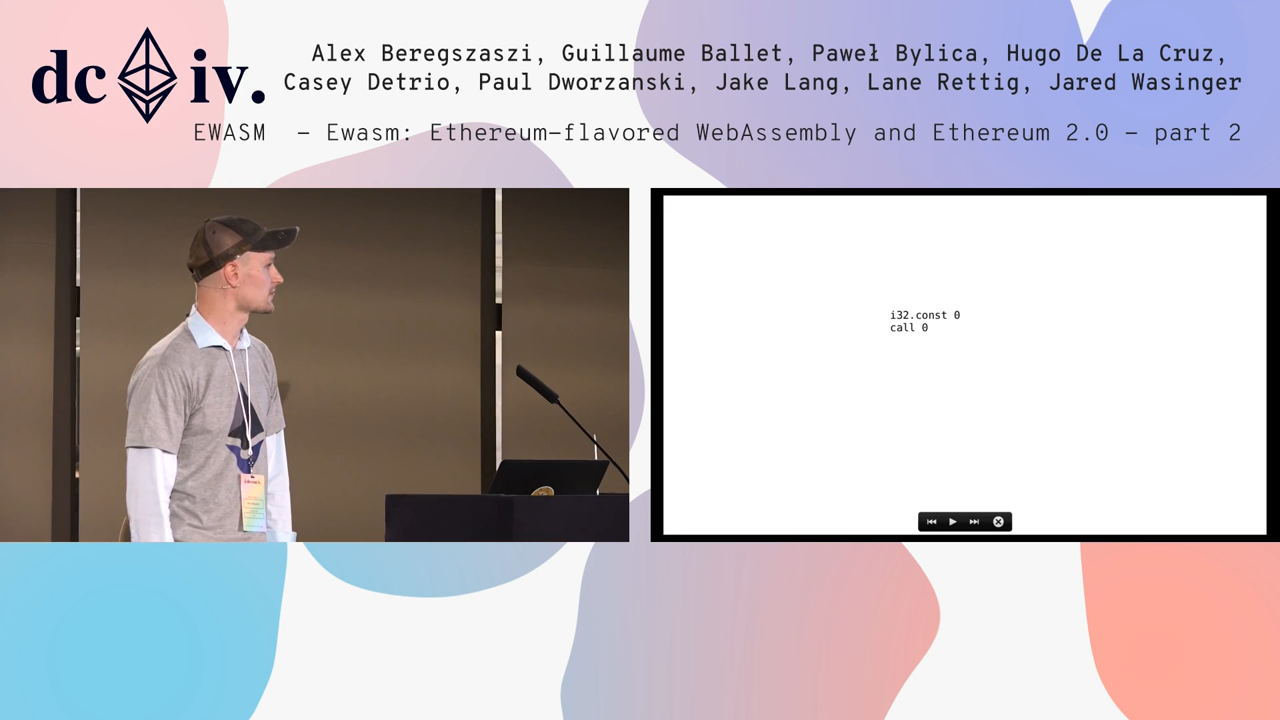 dc iv.
Alex Beregszaszi, Guillaume Ballet, Paweł Bylica, Hugo De La Cruz,
Casey Detrio, Paul Dworzanski, Jake Lang, Lane Rettig, Jared Wasinger
EWASM - Ewasm: Ethereum-flavored WebAssembly and Ethereum 2.0 - part 2
i32.const 0
call 0